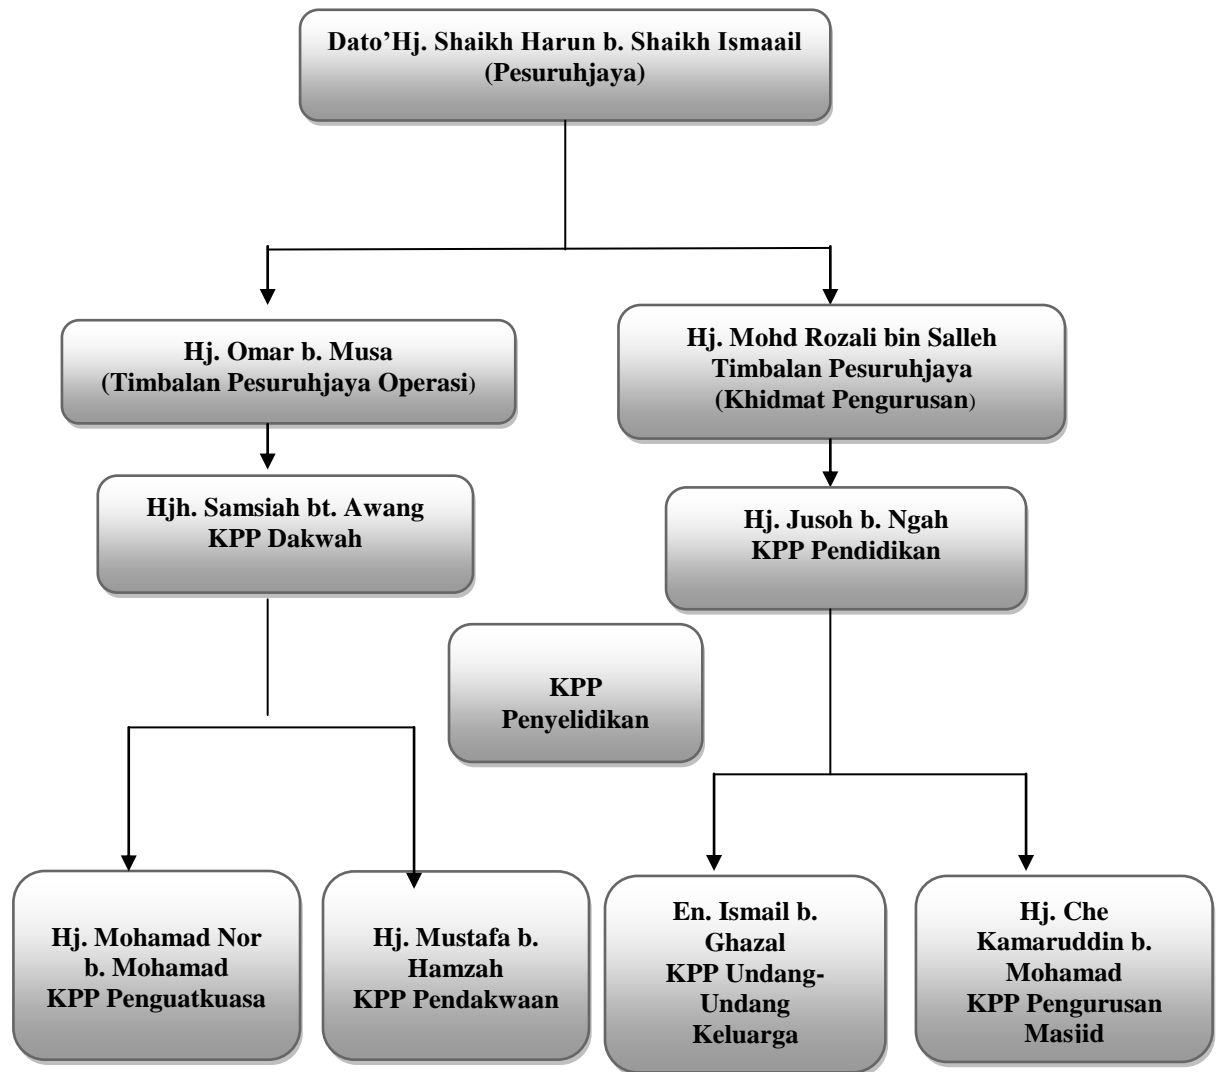 Dato’Hj. Shaikh Harun b. Shaikh Ismaail
(Pesuruhjaya)
Hj. Omar b. Musa
(Timbalan Pesuruhjaya Operasi)
Hj. Mohd Rozali bin Salleh
Timbalan Pesuruhjaya
(Khidmat Pengurusan)
Hjh. Samsiah bt. Awang
KPP Dakwah
Hj. Jusoh b. Ngah
KPP Pendidikan
KPP
Penyelidikan
Hj. Mohamad Nor
b. Mohamad
KPP Penguatkuasa
Hj. Mustafa b.
Hamzah
KPP Pendakwaan
En. Ismail b.
Ghazal
KPP Undang-
Undang
Keluarga
Hj. Che
Kamaruddin b.
Mohamad
KPP Pengurusan
Masjid